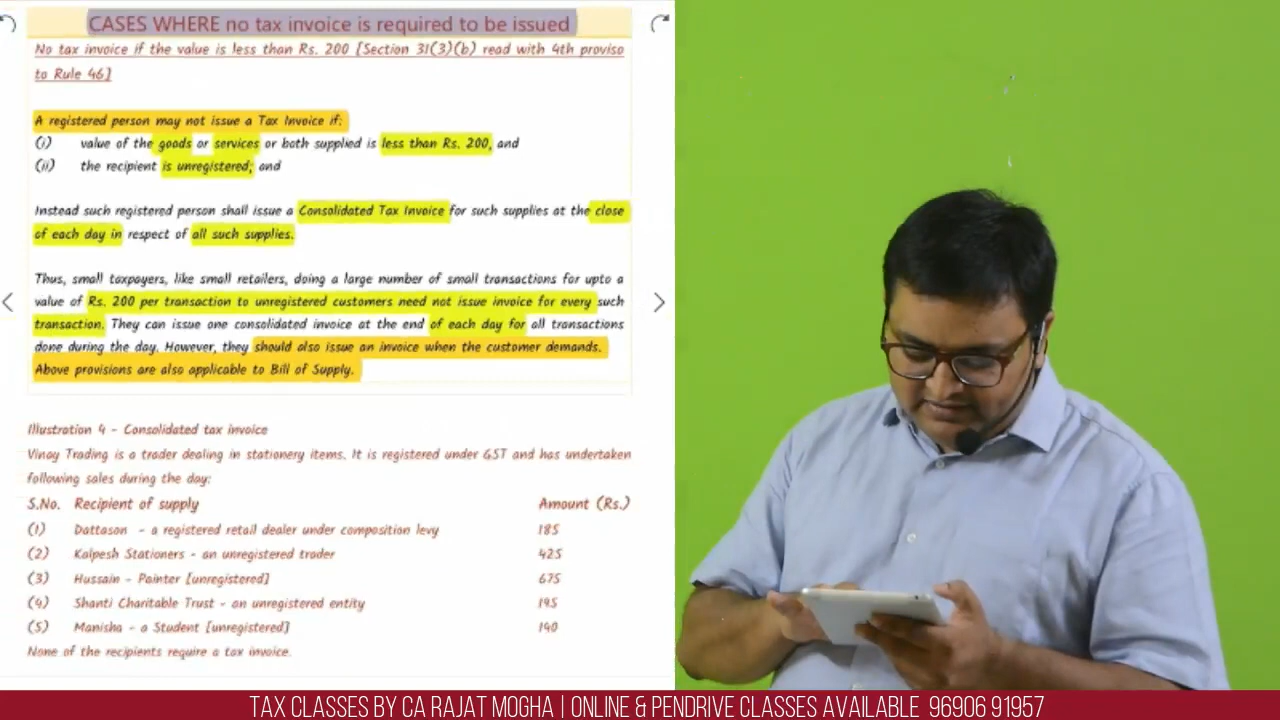 CASES WHERE no tax invoice is required to be issued
No tax invoice if the value is less than Rs. 200 [Section 31(3)(b) read with 4th proviso
to Rule 46]
A registered person may not issue a Tax Invoice if:
(i) value of the goods or services or both supplied is less than Rs. 200, and
(ii) the recipient is unregistered; and
Instead such registered person shall issue a Consolidated Tax Invoice for such supplies at the close
of each day in respect of all such supplies.
Thus, small taxpayers, like small retailers, doing a large number of small transactions for upto a
value of Rs. 200 per transaction to unregistered customers need not issue invoice for every such
transaction. They can issue one consolidated invoice at the end of each day for all transactions
done during the day. However, they should also issue an invoice when the customer demands.
Above provisions are also applicable to Bill of Supply.
Illustration 4 - Consolidated tax invoice
Vinay Trading is a trader dealing in stationery items. It is registered under GST and has undertaken
following sales during the day:
S.No. Recipient of supply Amount (Rs.)
(1) Dattason - a registered retail dealer under composition levy 185
(2) Kalpesh Stationers - an unregistered trader 425
(3) Hussain - Painter [unregistered] 675
(4) Shanti Charitable Trust - an unregistered entity 195
(5) Manisha - a Student [unregistered] 140
None of the recipients require a tax invoice.
TAX CLASSES BY CA RAJAT MOGHA | ONLINE & PENDRIVE CLASSES AVAILABLE 96906 91957